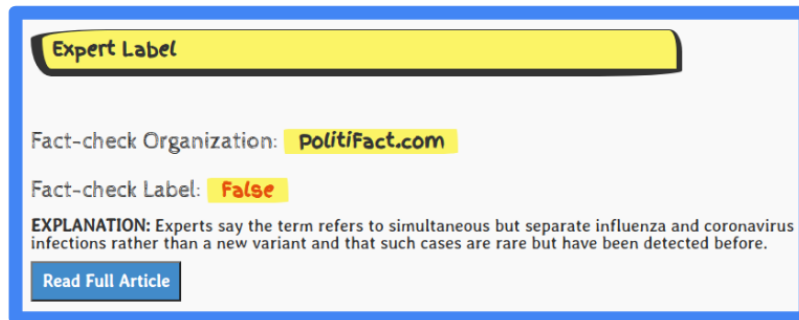 Expert Label
Fact-check Organization: PolitiFact.com
Fact-check Label: False
EXPLANATION: Experts say the term refers to simultaneous but separate influenza and coronavirus
infections rather than a new variant and that such cases are rare but have been detected before.
Read Full Article